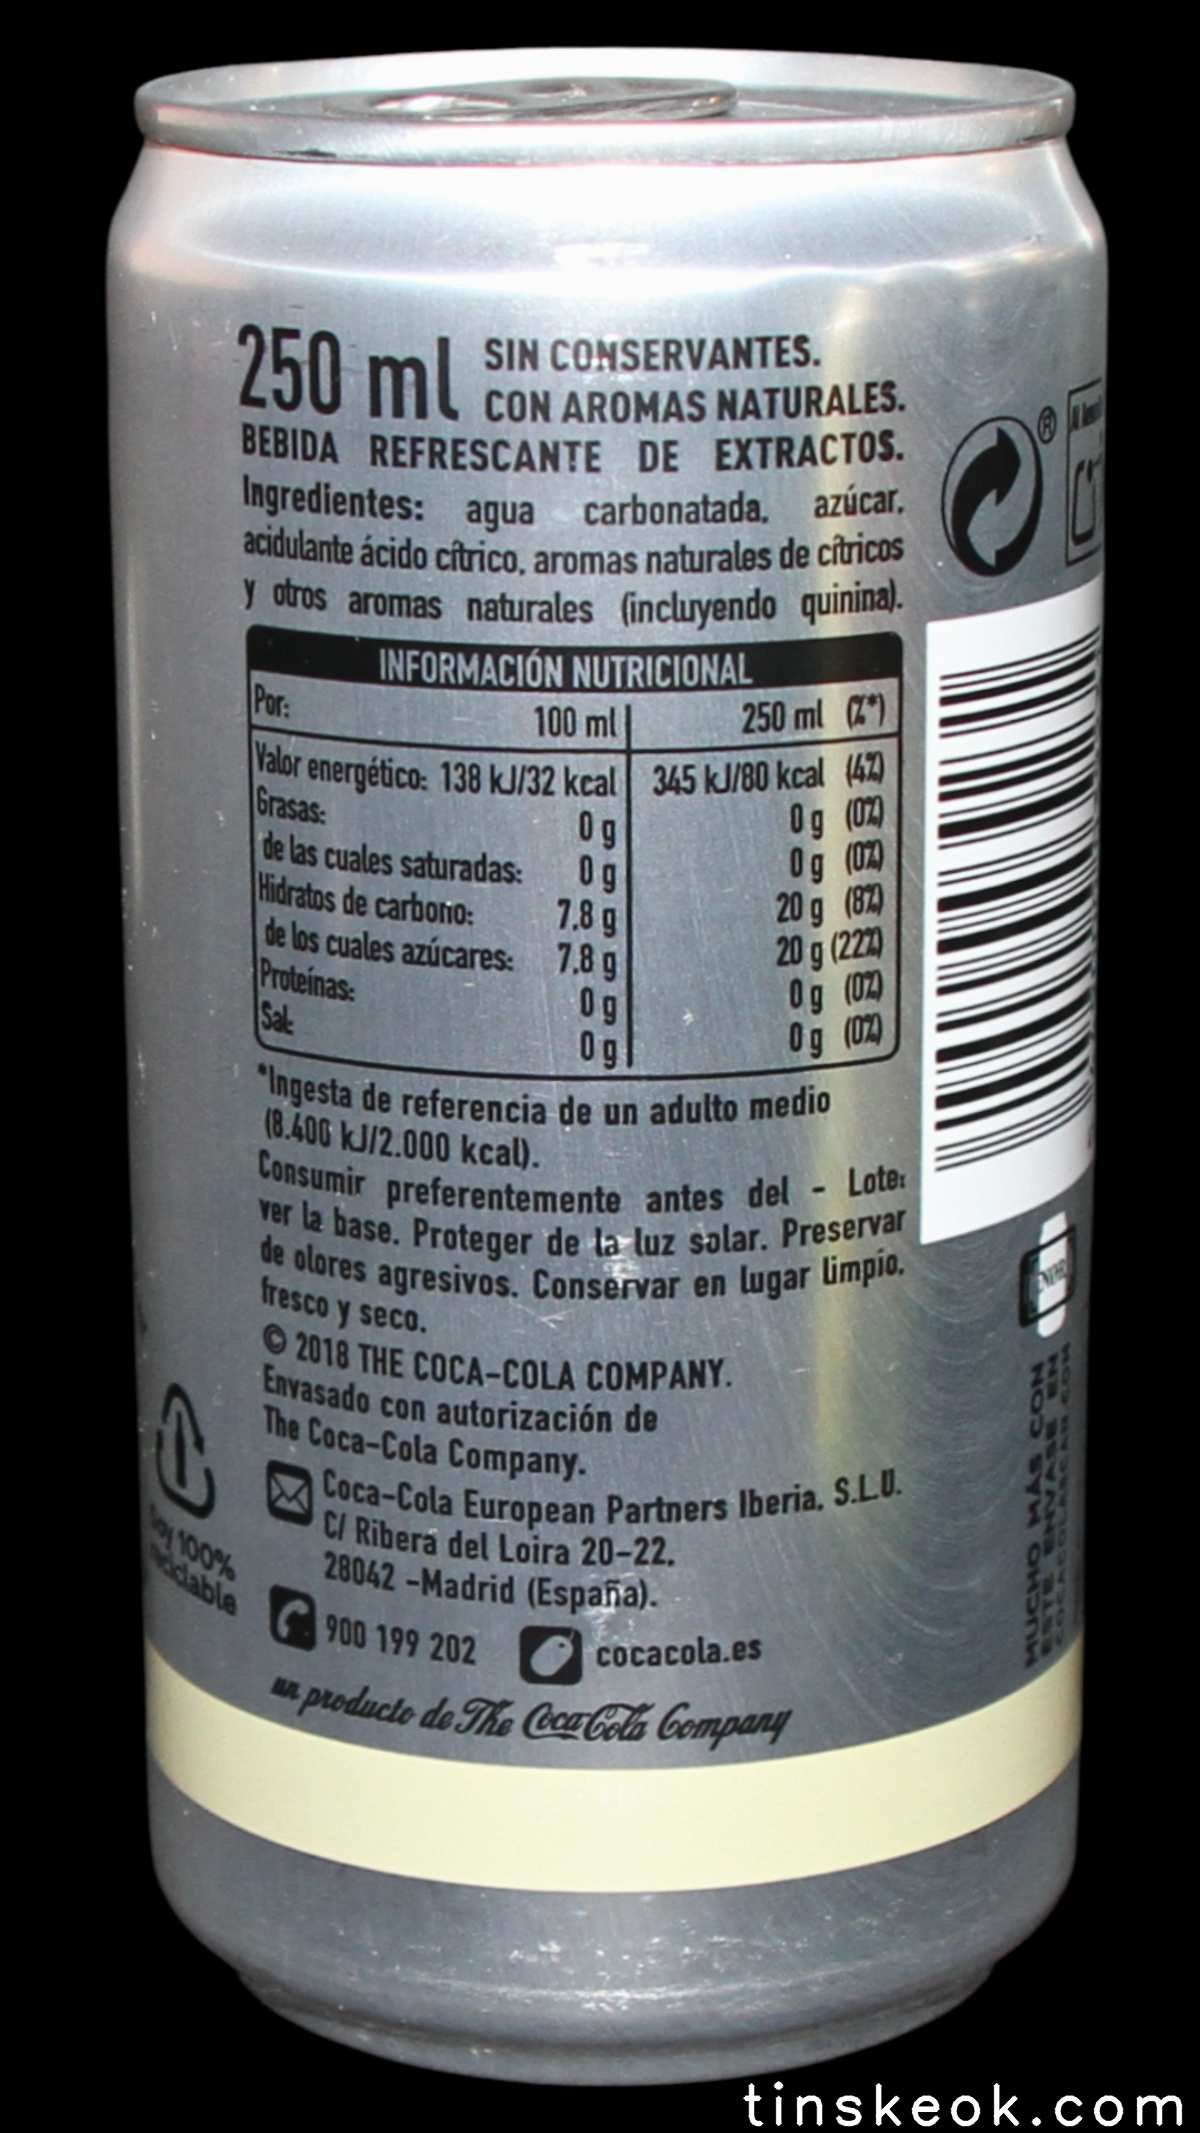 250 ml SIN CONSERVANTES.
CON AROMAS NATURALES.
BEBIDA REFRESCANTE DE EXTRACTOS.
Ingredientes: agua carbonatada, azúcar,
acidulante ácido cítrico, aromas naturales de cítricos
y otros aromas naturales (incluyendo quinina).
INFORMACIÓN NUTRICIONAL
Por: 100 ml 250 ml (%*)
Valor energético: 138 kJ/32 kcal 345 kJ/80 kcal (4%)
Grasas: 0 g 0 g (0%)
de las cuales saturadas: 0 g 0 g (0%)
Hidratos de carbono: 7,8 g 20 g (8%)
de los cuales azúcares: 7,8 g 20 g (22%)
Proteínas: 0 g 0 g (0%)
Sal: 0 g 0 g (0%)
*Ingesta de referencia de un adulto medio
(8.400 kJ/2.000 kcal).
Consumir preferentemente antes del - Lote:
ver la base. Proteger de la luz solar. Preservar
de olores agresivos. Conservar en lugar limpio,
fresco y seco.
© 2018 THE COCA-COLA COMPANY.
Envasado con autorización de
The Coca-Cola Company.
Coca-Cola European Partners Iberia, S.L.U.
C/ Ribera del Loira 20-22.
28042 -Madrid (España).
900 199 202 cocacola.es
un producto de The Coca-Cola Company
Soy 100%
reciclable
®
MUCHO MÁS CON
ESTE ENVASE EN
tinskeok.com